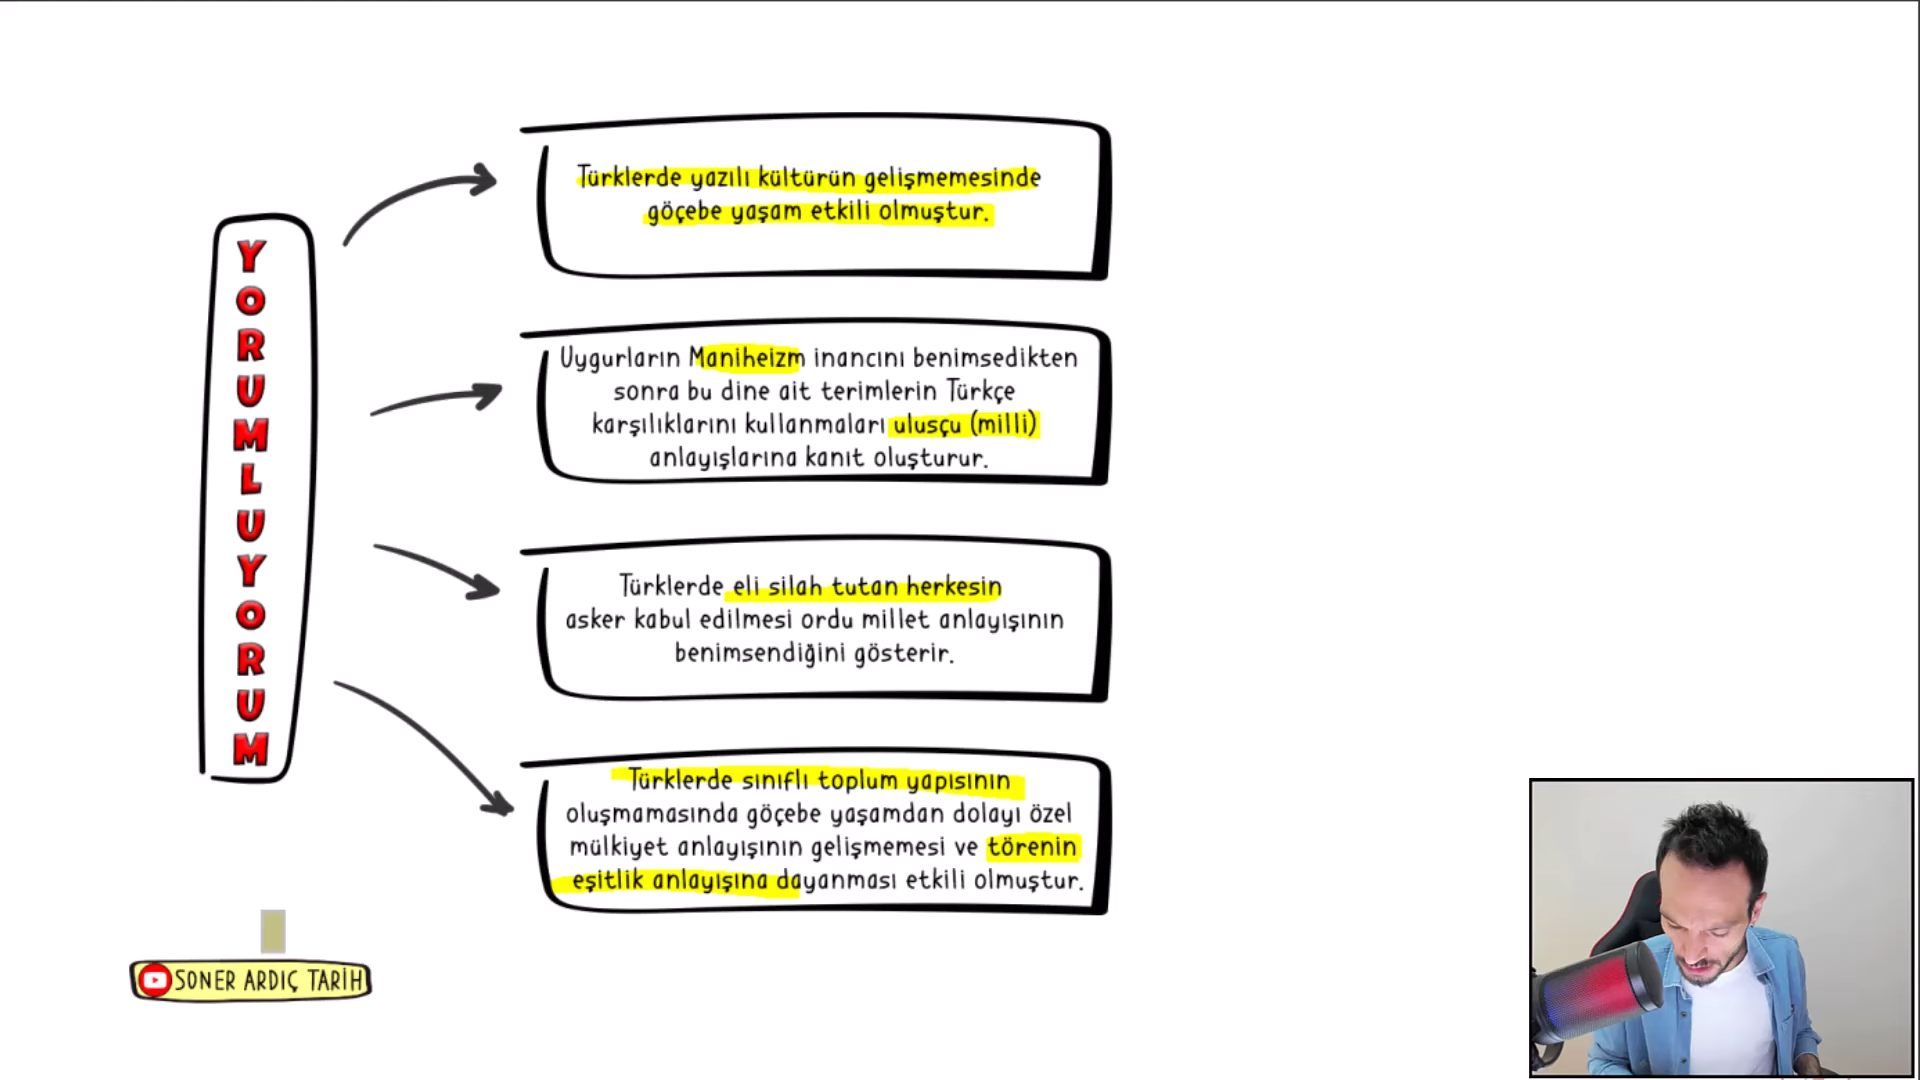 YORUMLUYORUM
Türklerde yazılı kültürün gelişmemesinde
göçebe yaşam etkili olmuştur.
Uygurların Maniheizm inancını benimsedikten
sonra bu dine ait terimlerin Türkçe
karşılıklarını kullanmaları ulusçu (milli)
anlayışlarına kanıt oluşturur.
Türklerde eli silah tutan herkesin
asker kabul edilmesi ordu millet anlayışının
benimsendiğini gösterir.
Türklerde sınıflı toplum yapısının
oluşmamasında göçebe yaşamdan dolayı özel
mülkiyet anlayışının gelişmemesi ve törenin
eşitlik anlayışına dayanması etkili olmuştur.
SONER ARDIÇ TARİH